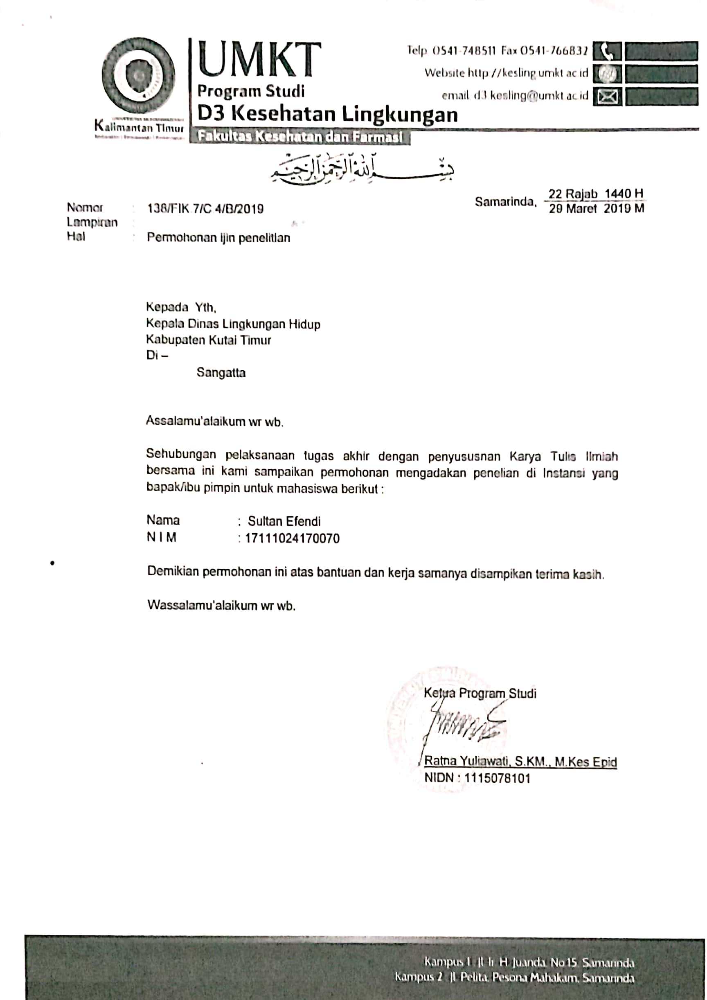 UMKT
Program Studi
D3 Kesehatan Lingkungan
Fakultas Kesehatan dan Farmasi
Kalimantan Timur
Telp 0541-748511 Fax 0541-766832
Website http://kesling.umkt.ac.id
email d3.kesling@umkt.ac.id
بِسْمِ اللهِ الرَّحْمٰنِ الرَّحِيْمِ
Samarinda, 22 Rajab 1440 H
29 Maret 2019 M
Nomor : 138/FIK.7/C.4/B/2019
Lampiran :
Hal : Permohonan ijin penelitian
Kepada Yth,
Kepala Dinas Lingkungan Hidup
Kabupaten Kutai Timur
Di –
Sangatta
Assalamu'alaikum wr wb.
Sehubungan pelaksanaan tugas akhir dengan penyususnan Karya Tulis Ilmiah
bersama ini kami sampaikan permohonan mengadakan penelian di Instansi yang
bapak/ibu pimpin untuk mahasiswa berikut :
Nama : Sultan Efendi
N I M : 17111024170070
Demikian permohonan ini atas bantuan dan kerja samanya disampikan terima kasih.
Wassalamu'alaikum wr wb.
Ketua Program Studi
Ratna Yuliawati, S.KM., M.Kes Epid
NIDN : 1115078101
Kampus 1 Jl Ir H Juanda No 15 Samarinda
Kampus 2 Jl Pelita, Pesona Mahakam, Samarinda